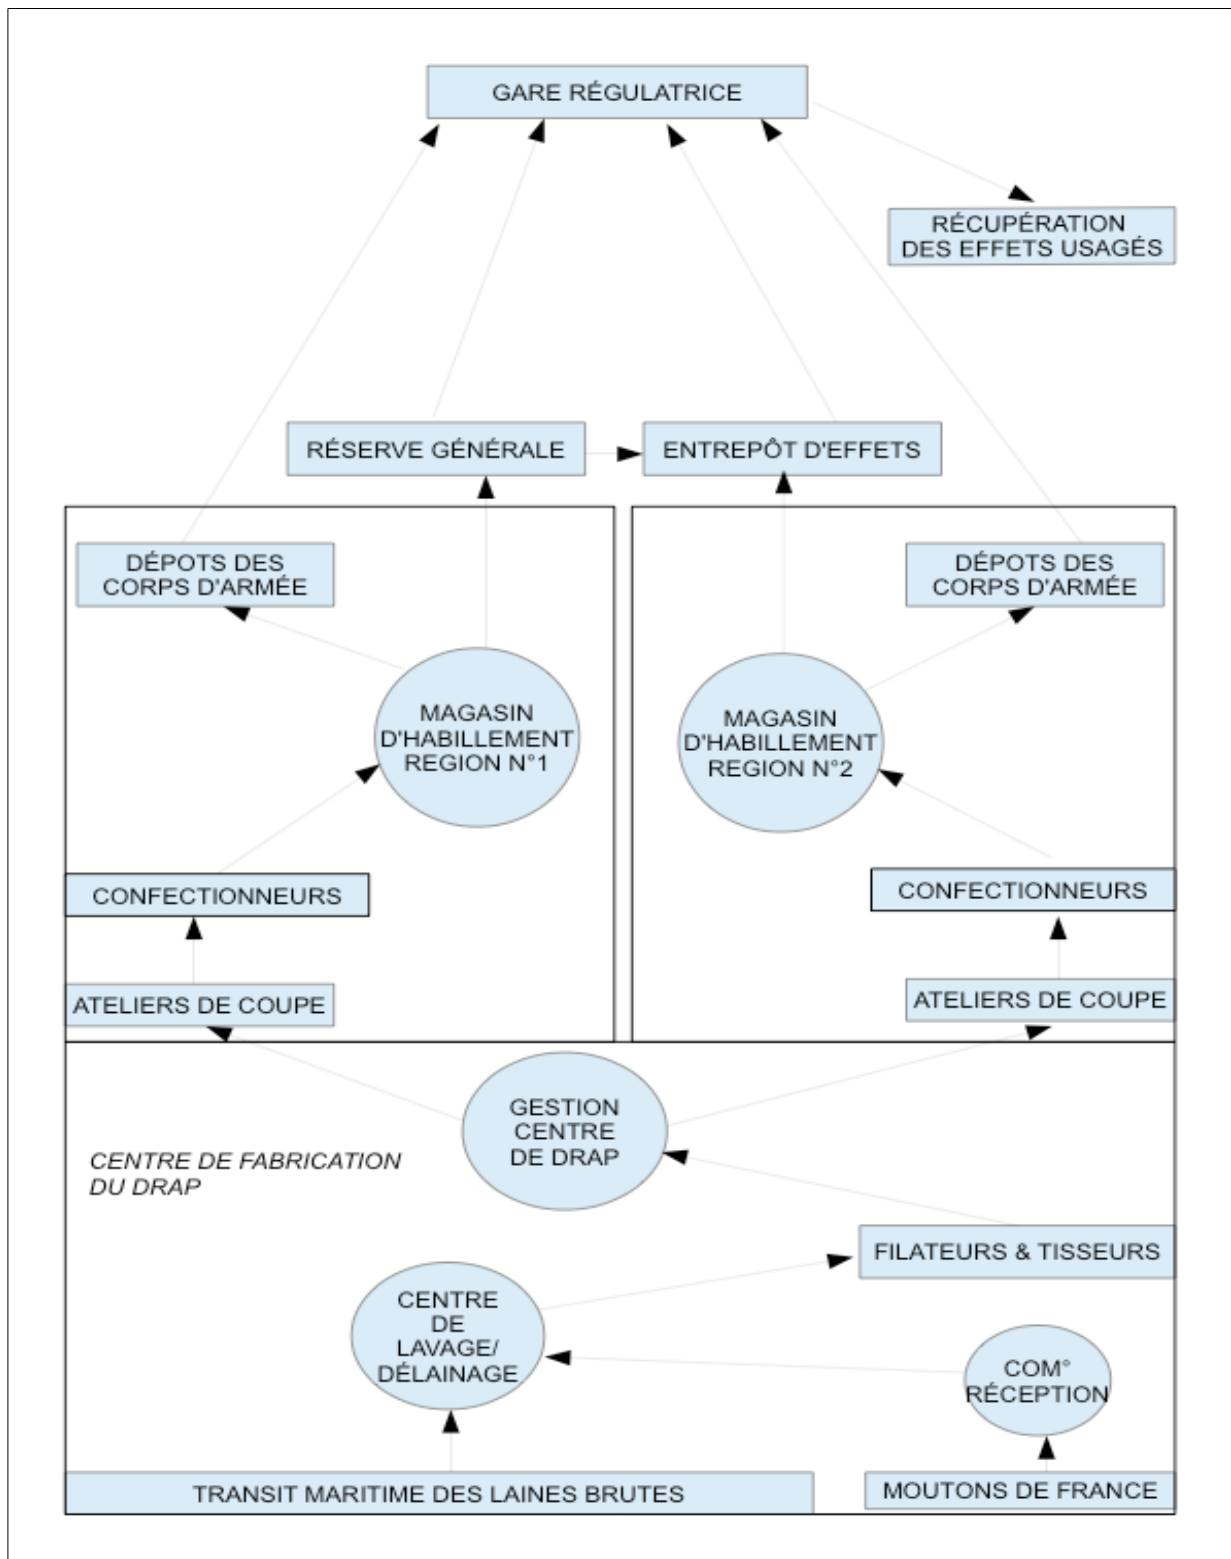 GARE RÉGULATRICE
RÉCUPÉRATION
DES EFFETS USAGÉS
RÉSERVE GÉNÉRALE
ENTREPÔT D'EFFETS
DÉPOTS DES
CORPS D'ARMÉE
DÉPOTS DES
CORPS D'ARMÉE
MAGASIN
D'HABILLEMENT
REGION N°1
MAGASIN
D'HABILLEMENT
REGION N°2
CONFECTIONNEURS
CONFECTIONNEURS
ATELIERS DE COUPE
ATELIERS DE COUPE
GESTION
CENTRE
DE DRAP
CENTRE DE FABRICATION
DU DRAP
FILATEURS & TISSEURS
CENTRE
DE
LAVAGE/
DÉLAINAGE
COM°
RÉCEPTION
TRANSIT MARITIME DES LAINES BRUTES
MOUTONS DE FRANCE